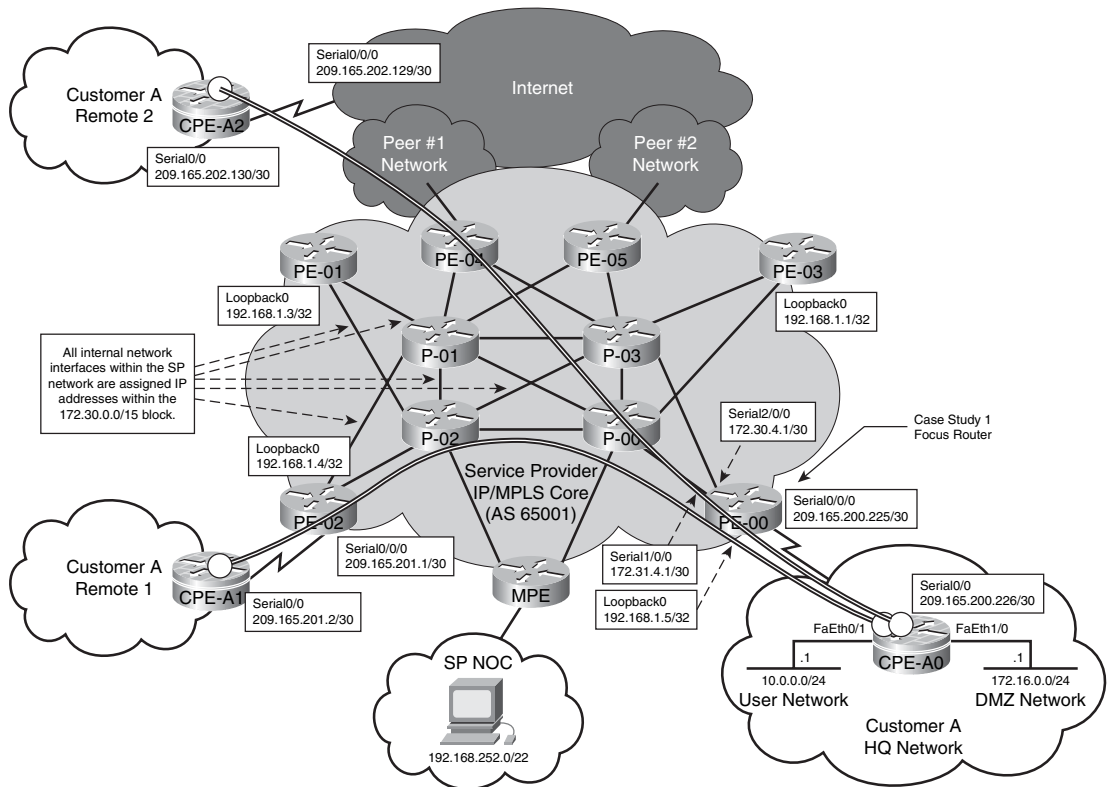 Serial0/0/0
209.165.202.129/30
Internet
Customer A
Remote 2
CPE-A2
Serial0/0
209.165.202.130/30
Peer #1
Network
Peer #2
Network
PE-01
PE-04
PE-05
PE-03
Loopback0
192.168.1.3/32
Loopback0
192.168.1.1/32
P-01
P-03
All internal network
interfaces within the SP
network are assigned IP
addresses within the
172.30.0.0/15 block.
P-02
P-00
Serial2/0/0
172.30.4.1/30
Case Study 1
Focus Router
Loopback0
192.168.1.4/32
Service Provider
IP/MPLS Core
(AS 65001)
PE-02
PE-00
Serial0/0/0
209.165.200.225/30
Serial0/0/0
209.165.201.1/30
Serial1/0/0
172.31.4.1/30
Customer A
Remote 1
CPE-A1
Serial0/0
209.165.201.2/30
MPE
Loopback0
192.168.1.5/32
Serial0/0
209.165.200.226/30
FaEth0/1
FaEth1/0
CPE-A0
.1
.1
10.0.0.0/24
172.16.0.0/24
User Network
DMZ Network
SP NOC
192.168.252.0/22
Customer A
HQ Network